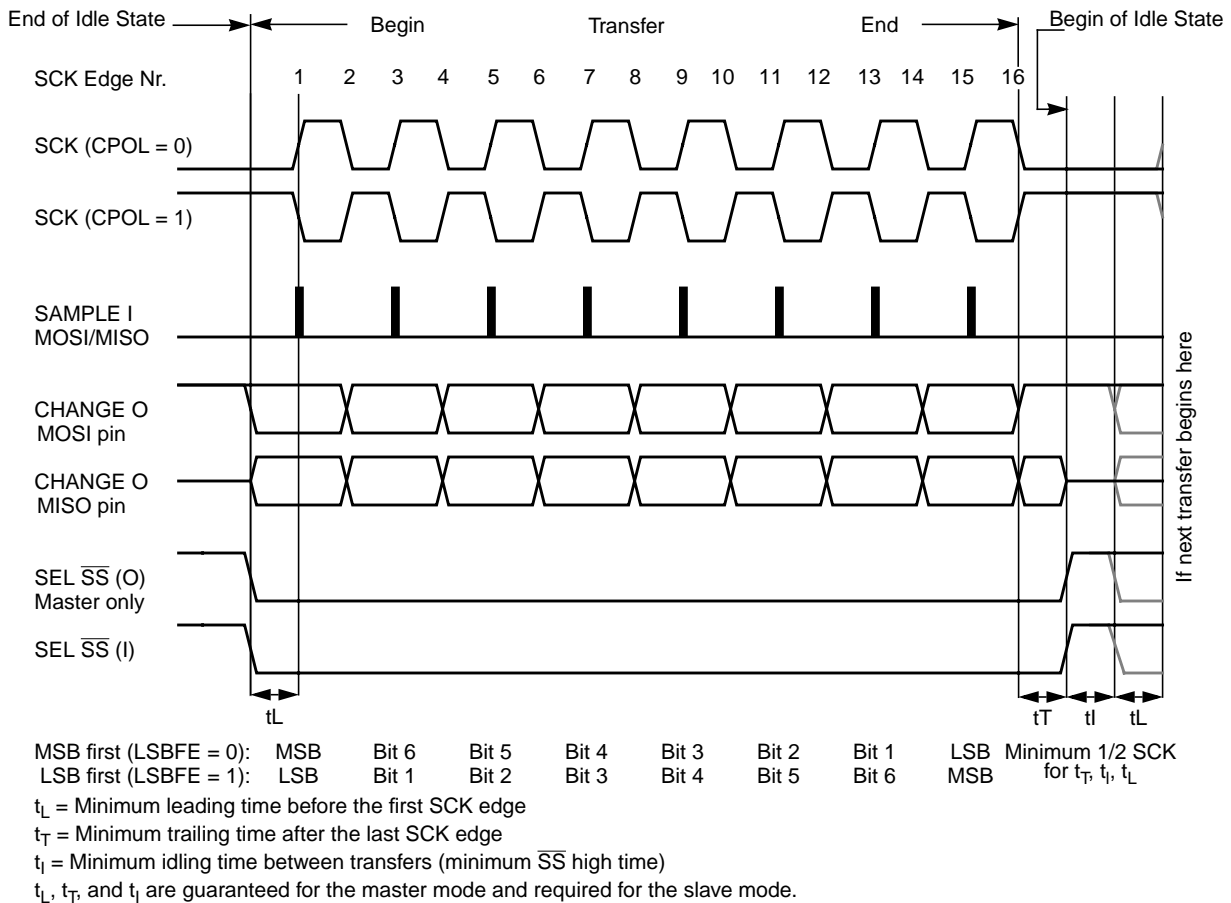 End of Idle State Begin Transfer End Begin of Idle State
SCK Edge Nr. 1 2 3 4 5 6 7 8 9 10 11 12 13 14 15 16
SCK (CPOL = 0)
SCK (CPOL = 1)
SAMPLE I
MOSI/MISO
CHANGE O
MOSI pin
CHANGE O
MISO pin
SEL S̅S̅ (O)
Master only
SEL S̅S̅ (I)
If next transfer begins here
tL tT tI tL
MSB first (LSBFE = 0): MSB Bit 6 Bit 5 Bit 4 Bit 3 Bit 2 Bit 1 LSB Minimum 1/2 SCK
LSB first (LSBFE = 1): LSB Bit 1 Bit 2 Bit 3 Bit 4 Bit 5 Bit 6 MSB for tT, tI, tL
tL = Minimum leading time before the first SCK edge
tT = Minimum trailing time after the last SCK edge
tI = Minimum idling time between transfers (minimum S̅S̅ high time)
tL, tT, and tI are guaranteed for the master mode and required for the slave mode.